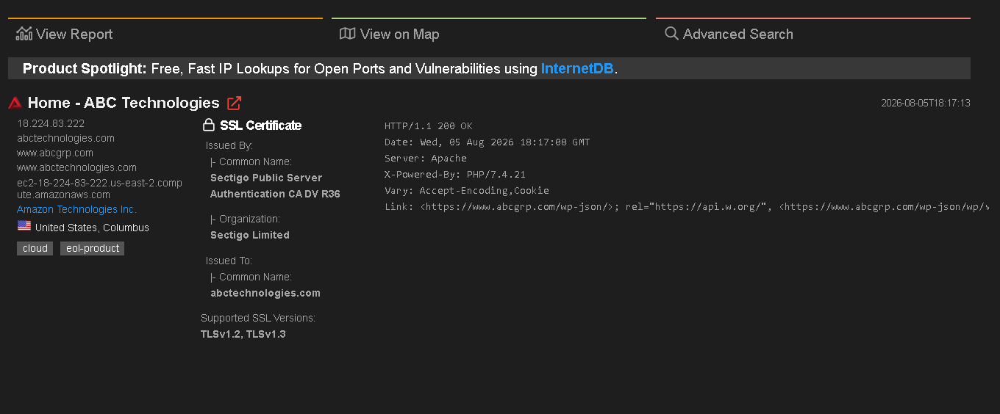 View Report
View on Map
Advanced Search
Product Spotlight: Free, Fast IP Lookups for Open Ports and Vulnerabilities using InternetDB.
Home - ABC Technologies
2026-08-05T18:17:13
18.224.83.222
abctechnologies.com
www.abcgrp.com
www.abctechnologies.com
ec2-18-224-83-222.us-east-2.comp
ute.amazonaws.com
Amazon Technologies Inc.
United States, Columbus
cloud
eol-product
SSL Certificate
Issued By:
|- Common Name:
Sectigo Public Server
Authentication CA DV R36
|- Organization:
Sectigo Limited
Issued To:
|- Common Name:
abctechnologies.com
Supported SSL Versions:
TLSv1.2, TLSv1.3
HTTP/1.1 200 OK
Date: Wed, 05 Aug 2026 18:17:08 GMT
Server: Apache
X-Powered-By: PHP/7.4.21
Vary: Accept-Encoding,Cookie
Link: <https://www.abcgrp.com/wp-json/>; rel="https://api.w.org/", <https://www.abcgrp.com/wp-json/wp/v